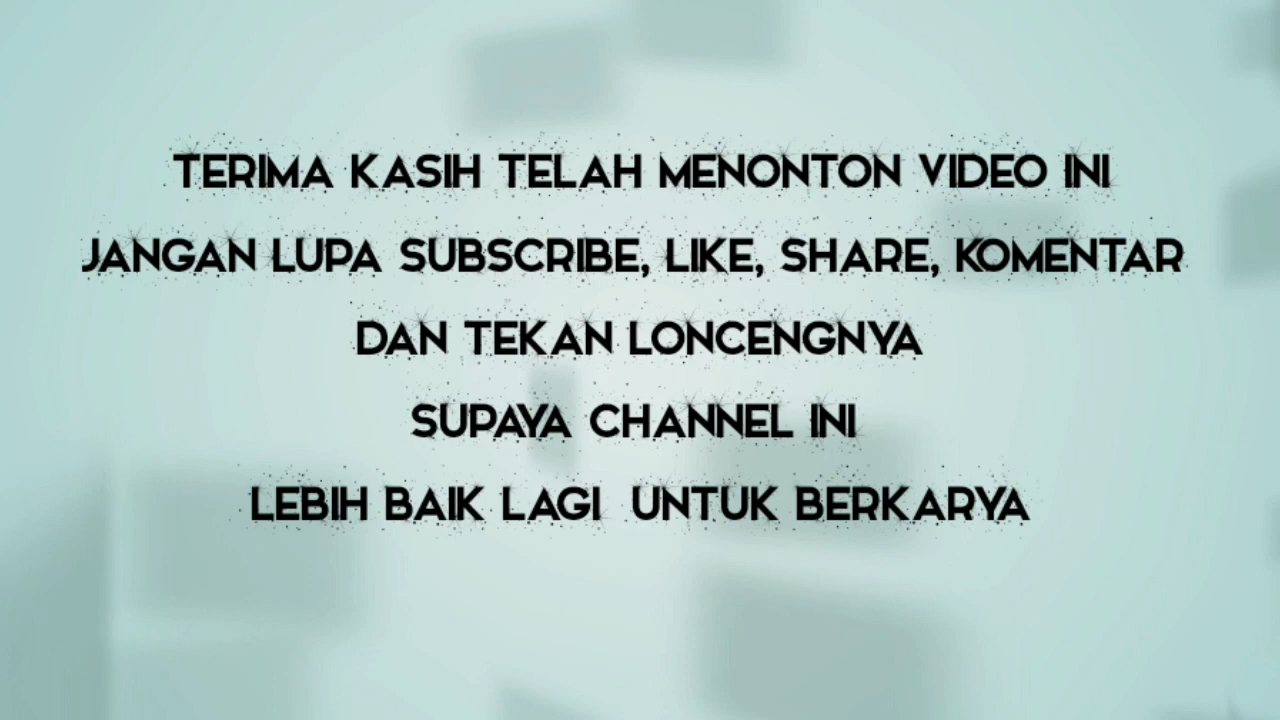 TERIMA KASIH TELAH MENONTON VIDEO INI
JANGAN LUPA SUBSCRIBE, LIKE, SHARE, KOMENTAR
DAN TEKAN LONCENGNYA
SUPAYA CHANNEL INI
LEBIH BAIK LAGI UNTUK BERKARYA